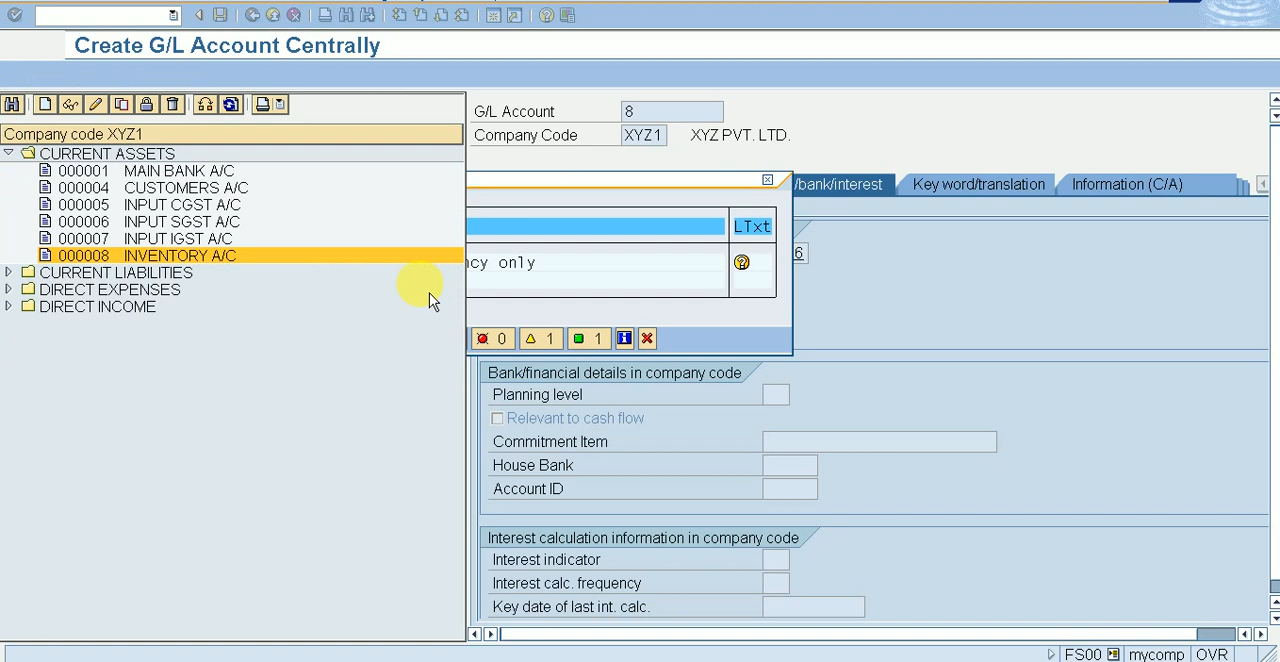 Create G/L Account Centrally
Company code XYZ1
CURRENT ASSETS
000001 MAIN BANK A/C
000004 CUSTOMERS A/C
000005 INPUT CGST A/C
000006 INPUT SGST A/C
000007 INPUT IGST A/C
000008 INVENTORY A/C
CURRENT LIABILITIES
DIRECT EXPENSES
DIRECT INCOME
G/L Account 8
Company Code XYZ1 XYZ PVT. LTD.
/bank/interest Key word/translation Information (C/A)
LTxt
6
ncy only
0 1 1
Bank/financial details in company code
Planning level
Relevant to cash flow
Commitment Item
House Bank
Account ID
Interest calculation information in company code
Interest indicator
Interest calc. frequency
Key date of last int. calc.
FS00 mycomp OVR